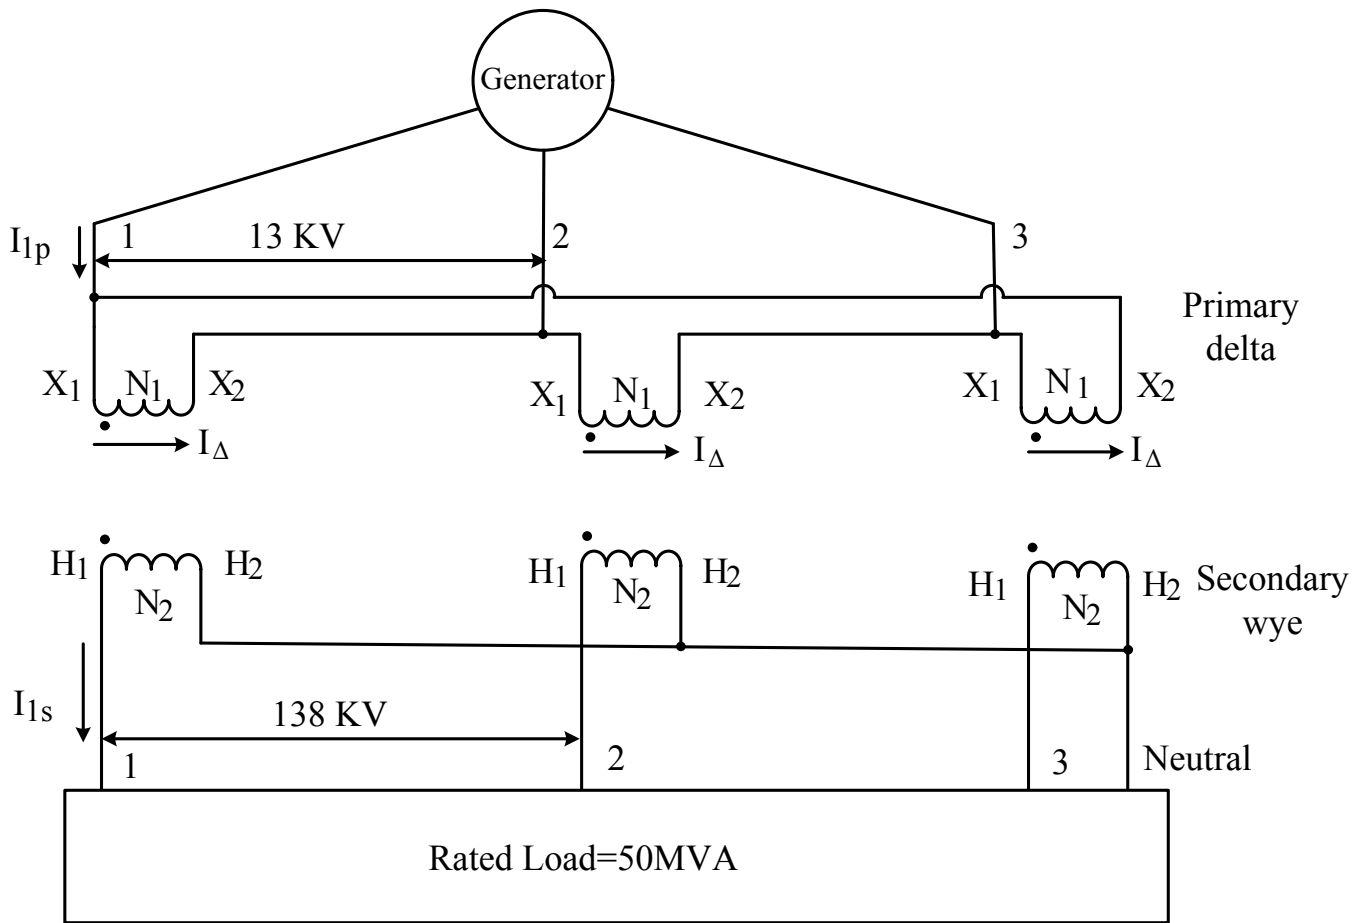 Generator
I1p
1
13 KV
2
3
Primary
delta
X1 N1 X2
X1 N1 X2
X1 N1 X2
IΔ
IΔ
IΔ
H1 N2 H2
H1 N2 H2
H1 N2 H2
Secondary
wye
I1s
138 KV
1
2
3
Neutral
Rated Load=50MVA